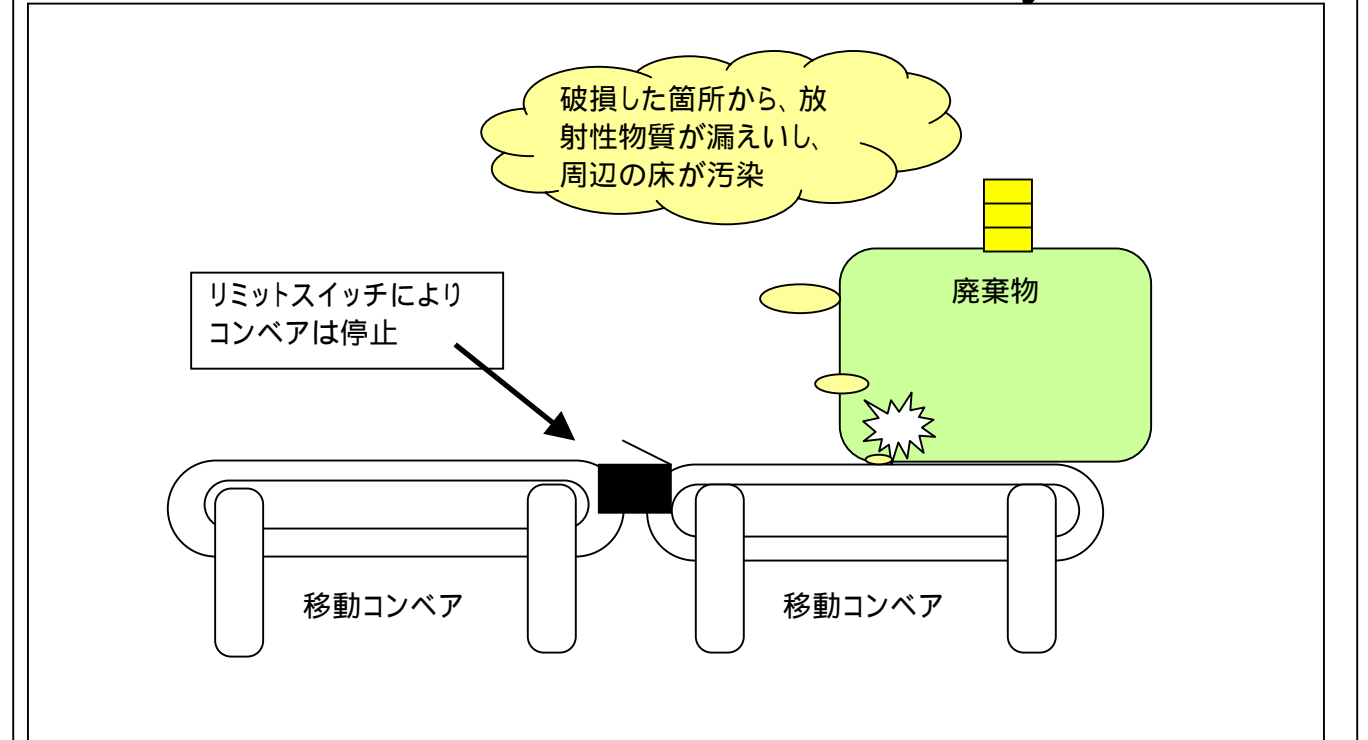 破損した箇所から、放
射性物質が漏えいし、
周辺の床が汚染
廃棄物
リミットスイッチにより
コンベアは停止
移動コンベア
移動コンベア